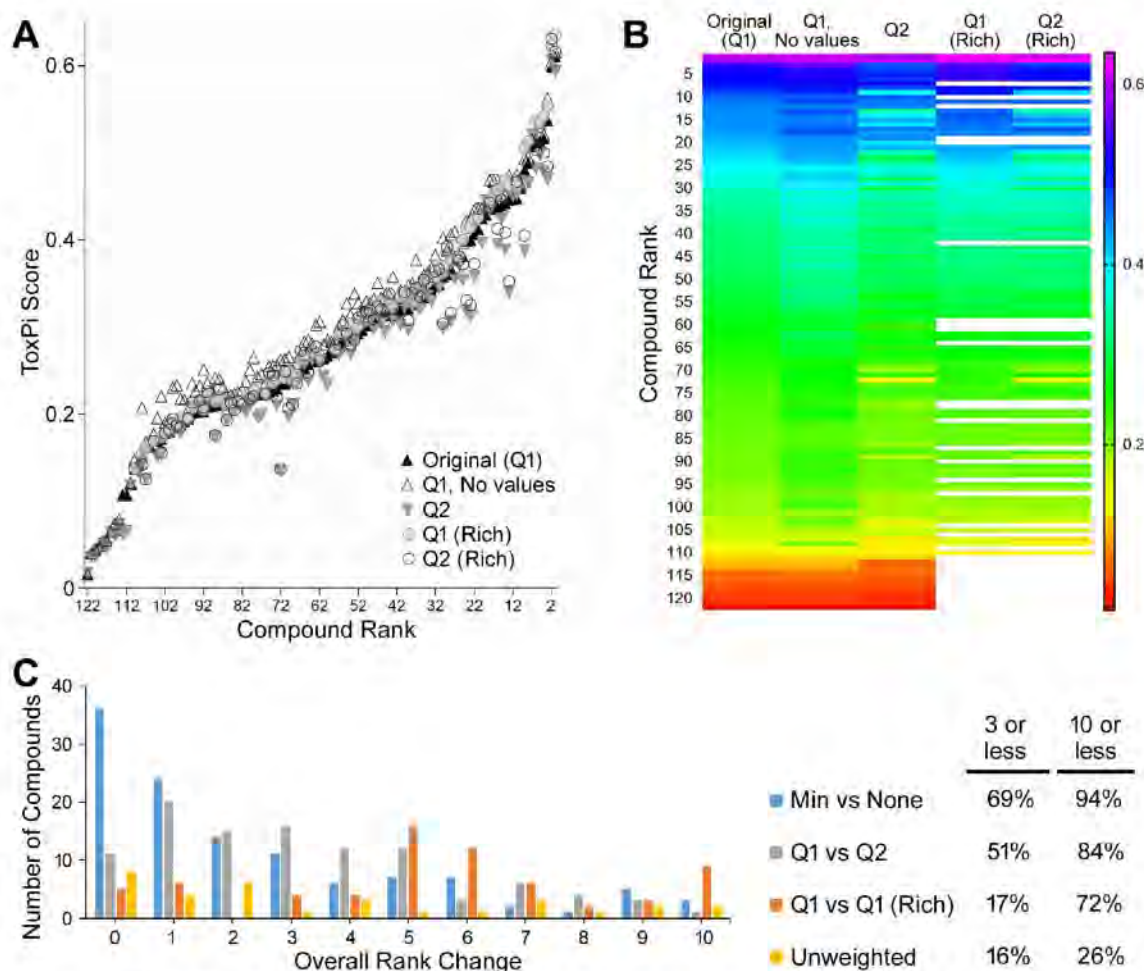 A
ToxPi Score
0.6
0.4
0.2
0
122 112 102 92 82 72 62 52 42 32 22 12 2
Compound Rank
Original (Q1)
Q1, No values
Q2
Q1 (Rich)
Q2 (Rich)
B
Original (Q1)
Q1, No values
Q2
Q1 (Rich)
Q2 (Rich)
Compound Rank
5
10
15
20
25
30
35
40
45
50
55
60
65
70
75
80
85
90
95
100
105
110
115
120
0.6
0.4
0.2
C
Number of Compounds
40
30
20
10
0
0 1 2 3 4 5 6 7 8 9 10
Overall Rank Change
3 or less
10 or less
Min vs None 69% 94%
Q1 vs Q2 51% 84%
Q1 vs Q1 (Rich) 17% 72%
Unweighted 16% 26%